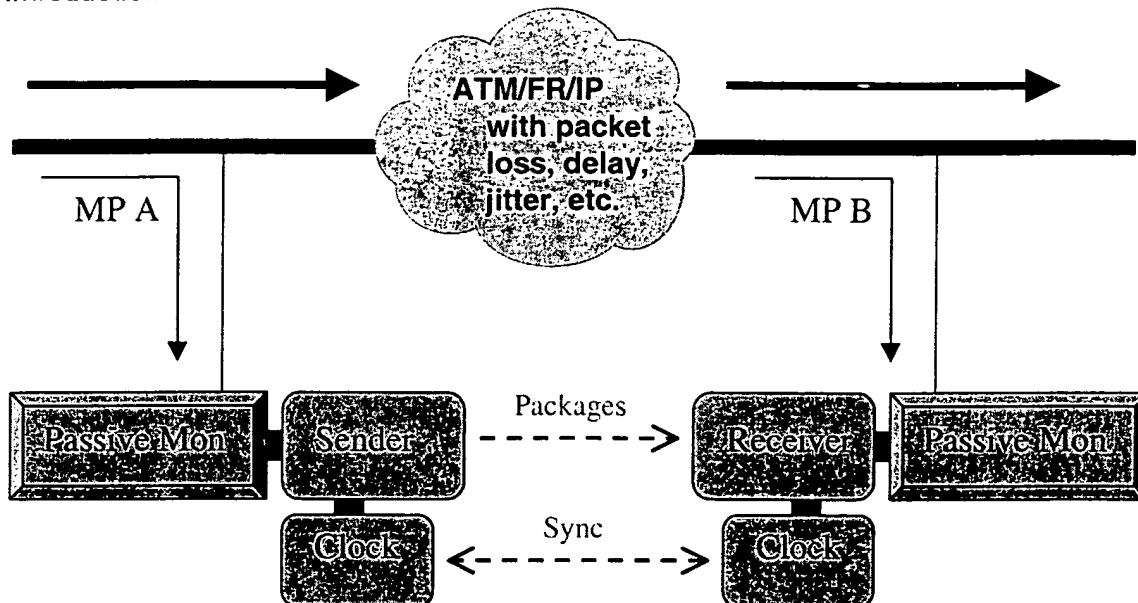 ATM/FR/IP
with packet
loss, delay,
jitter, etc.
MP A
MP B
Packages
Passive Mon
Sender
Receiver
Passive Mon
Sync
Clock
Clock